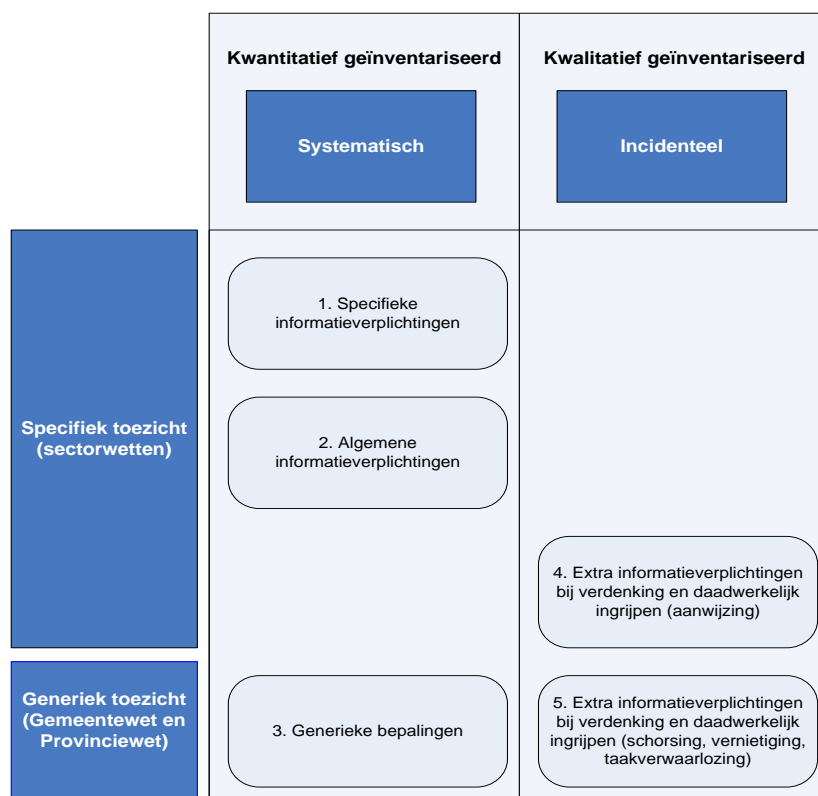 Kwantitatief geïnventariseerd
Kwalitatief geïnventariseerd
Systematisch
Incidenteel
Specifiek toezicht
(sectorwetten)
1. Specifieke
informatieverplichtingen
2. Algemene
informatieverplichtingen
4. Extra informatieverplichtingen
bij verdenking en daadwerkelijk
ingrijpen (aanwijzing)
Generiek toezicht
(Gemeentewet en
Provinciewet)
3. Generieke bepalingen
5. Extra informatieverplichtingen
bij verdenking en daadwerkelijk
ingrijpen (schorsing, vernietiging,
taakverwaarlozing)